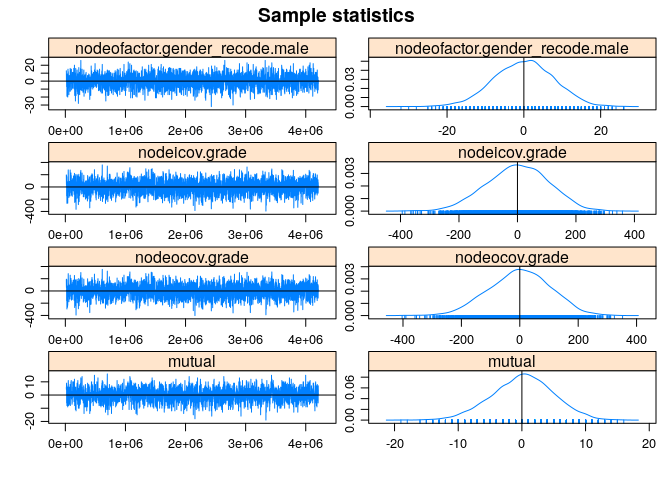 Sample statistics
nodeofactor.gender_recode.male
nodeofactor.gender_recode.male
-30 0 20
0.000 0.03
0e+00 1e+06 2e+06 3e+06 4e+06
-20 0 20
nodeicov.grade
nodeicov.grade
-400 0
0.000 0.003
0e+00 1e+06 2e+06 3e+06 4e+06
-400 -200 0 200 400
nodeocov.grade
nodeocov.grade
-400 0
0.000 0.003
0e+00 1e+06 2e+06 3e+06 4e+06
-400 -200 0 200 400
mutual
mutual
-20 0 10
0.00 0.06
0e+00 1e+06 2e+06 3e+06 4e+06
-20 -10 0 10 20